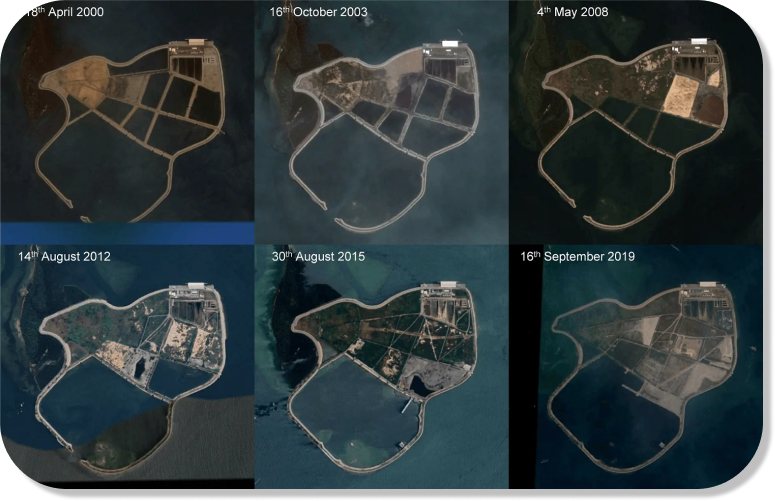 18th April 2000
16th October 2003
4th May 2008
14th August 2012
30th August 2015
16th September 2019